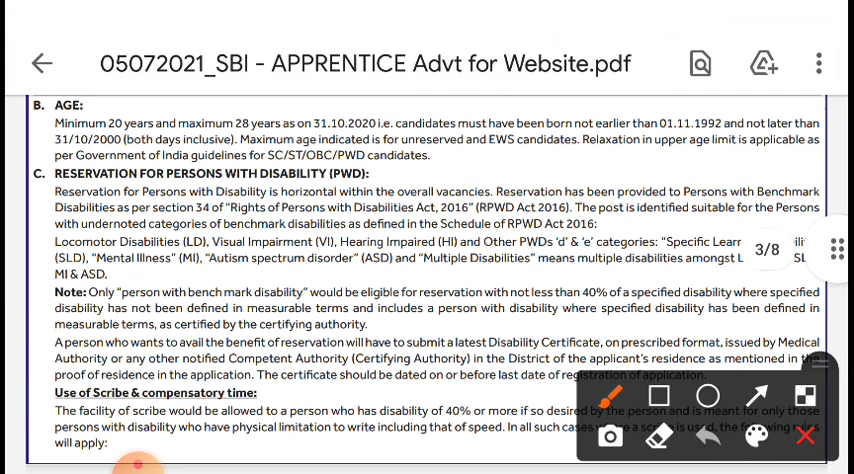 05072021_SBI - APPRENTICE Advt for Website.pdf
B. AGE:
Minimum 20 years and maximum 28 years as on 31.10.2020 i.e. candidates must have been born not earlier than 01.11.1992 and not later than
31/10/2000 (both days inclusive). Maximum age indicated is for unreserved and EWS candidates. Relaxation in upper age limit is applicable as
per Government of India guidelines for SC/ST/OBC/PWD candidates.
C. RESERVATION FOR PERSONS WITH DISABILITY (PWD):
Reservation for Persons with Disability is horizontal within the overall vacancies. Reservation has been provided to Persons with Benchmark
Disabilities as per section 34 of "Rights of Persons with Disabilities Act, 2016" (RPWD Act 2016). The post is identified suitable for the Persons
with undernoted categories of benchmark disabilities as defined in the Schedule of RPWD Act 2016:
Locomotor Disabilities (LD), Visual Impairment (VI), Hearing Impaired (HI) and Other PWDs 'd' & 'e' categories: "Specific Learr
3/8
(SLD), "Mental Illness" (MI), "Autism spectrum disorder" (ASD) and "Multiple Disabilities" means multiple disabilities amongst
MI & ASD.
Note: Only "person with bench mark disability" would be eligible for reservation with not less than 40% of a specified disability where specified
disability has not been defined in measurable terms and includes a person with disability where specified disability has been defined in
measurable terms, as certified by the certifying authority.
A person who wants to avail the benefit of reservation will have to submit a latest Disability Certificate, on prescribed format, issued by Medical
Authority or any other notified Competent Authority (Certifying Authority) in the District of the applicant's residence as mentioned in the
proof of residence in the application. The certificate should be dated on or before last date of registration of application.
Use of Scribe & compensatory time:
The facility of scribe would be allowed to a person who has disability of 40% or more if so desired by the person and is meant for only those
persons with disability who have physical limitation to write including that of speed. In all such cases where a scribe is used, the following rules
will apply: